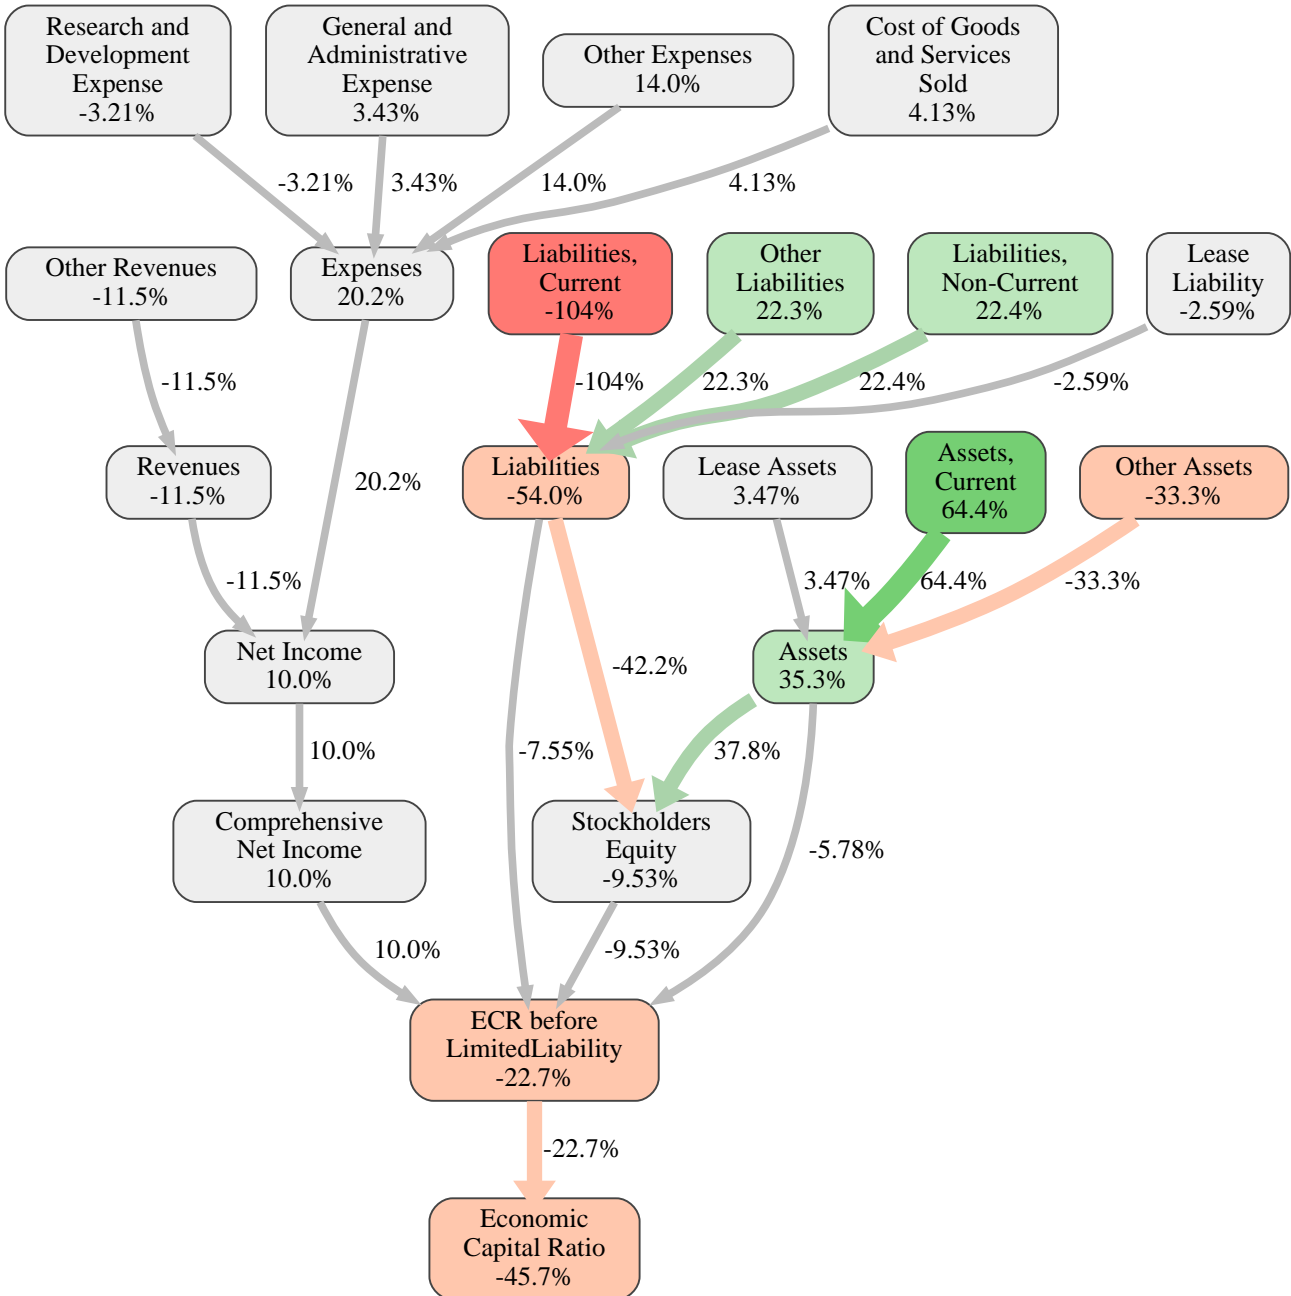 Research and
Development
Expense
-3.21%
General and
Administrative
Expense
3.43%
Other Expenses
14.0%
Cost of Goods
and Services
Sold
4.13%
-3.21%
3.43%
14.0%
4.13%
Other Revenues
-11.5%
Expenses
20.2%
Liabilities,
Current
-104%
Other
Liabilities
22.3%
Liabilities,
Non-Current
22.4%
Lease
Liability
-2.59%
-11.5%
-104%
22.3%
22.4%
-2.59%
Revenues
-11.5%
20.2%
Liabilities
-54.0%
Lease Assets
3.47%
Assets,
Current
64.4%
Other Assets
-33.3%
-11.5%
3.47%
64.4%
-33.3%
Net Income
10.0%
-42.2%
Assets
35.3%
10.0%
-7.55%
37.8%
Comprehensive
Net Income
10.0%
Stockholders
Equity
-9.53%
-5.78%
10.0%
-9.53%
ECR before
LimitedLiability
-22.7%
-22.7%
Economic
Capital Ratio
-45.7%